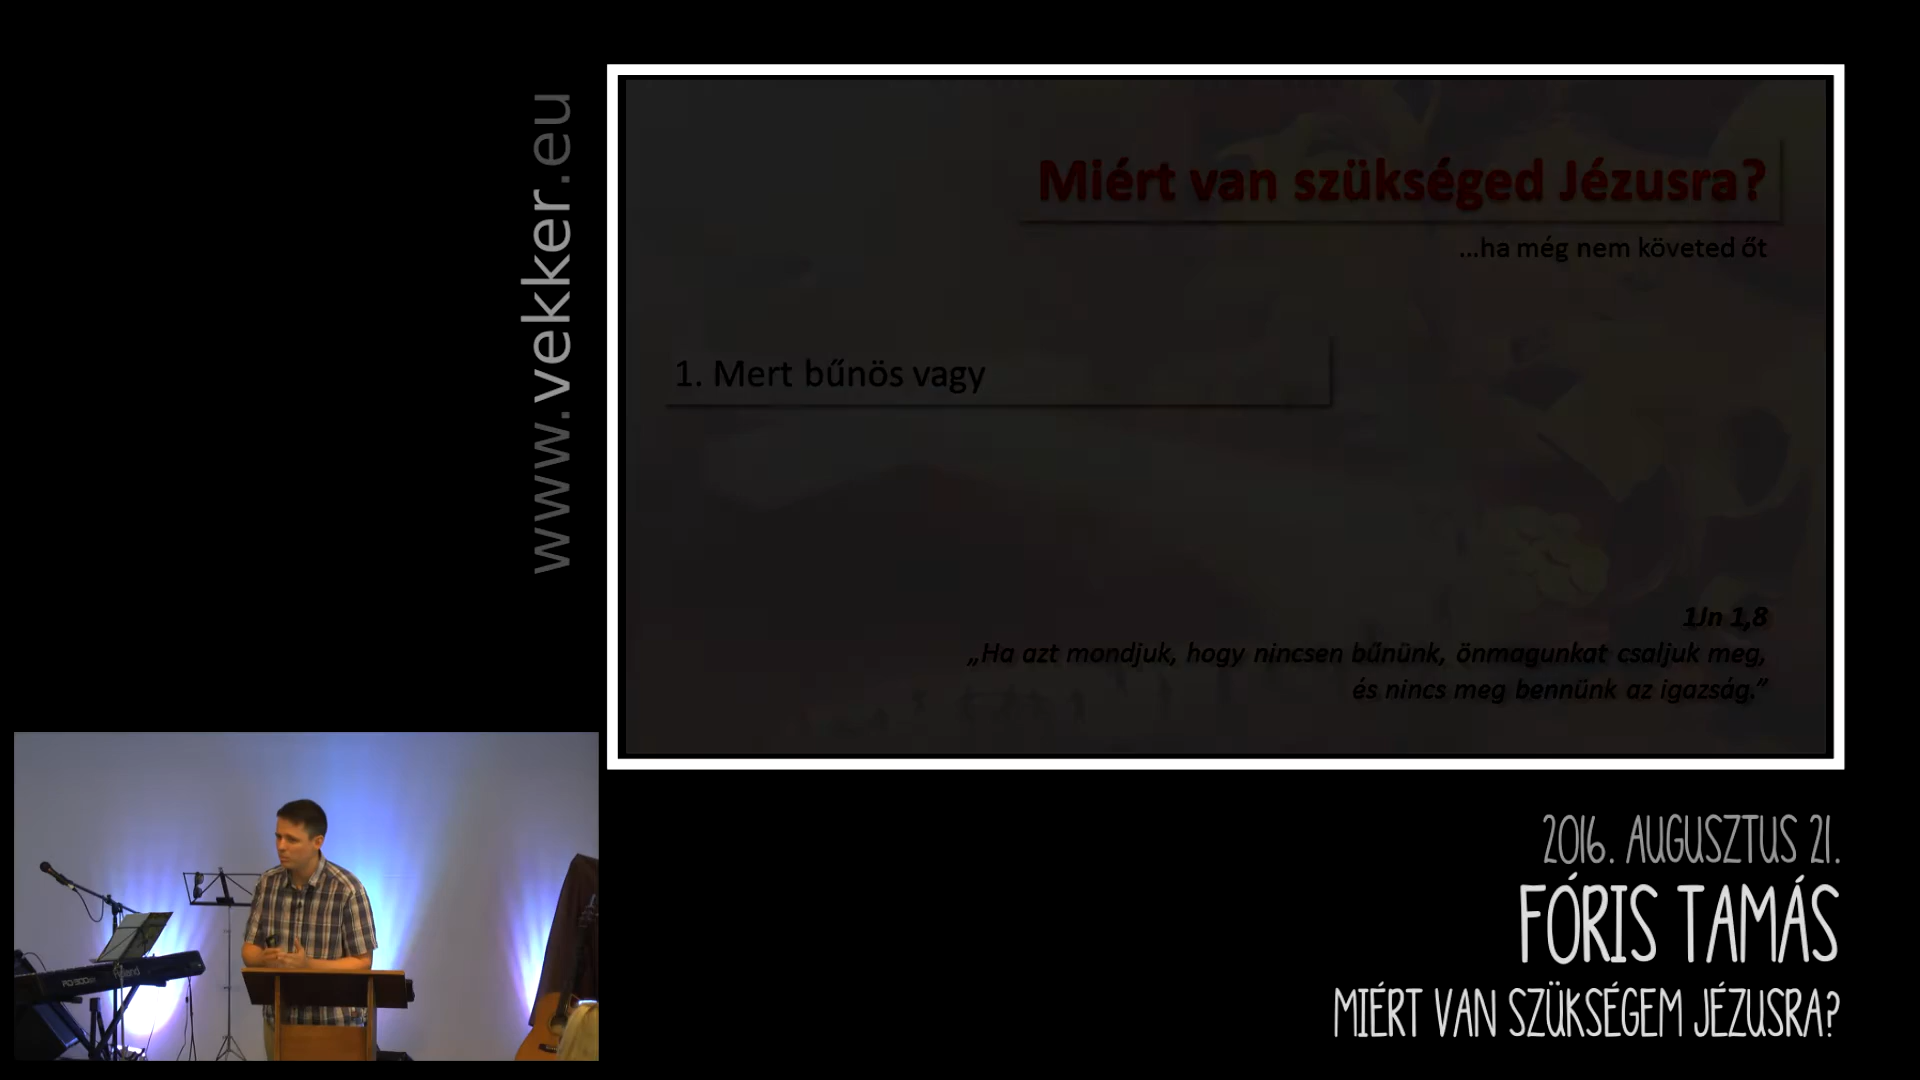 www.vekker.eu
Miért van szükséged Jézusra?
...ha még nem követed őt
1. Mert bűnös vagy
1Jn 1,8
„Ha azt mondjuk, hogy nincsen bűnünk, önmagunkat csaljuk meg,
és nincs meg bennünk az igazság.”
Roland
2016. AUGUSZTUS 21.
FÓRIS TAMÁS
MIÉRT VAN SZÜKSÉGEM JÉZUSRA?